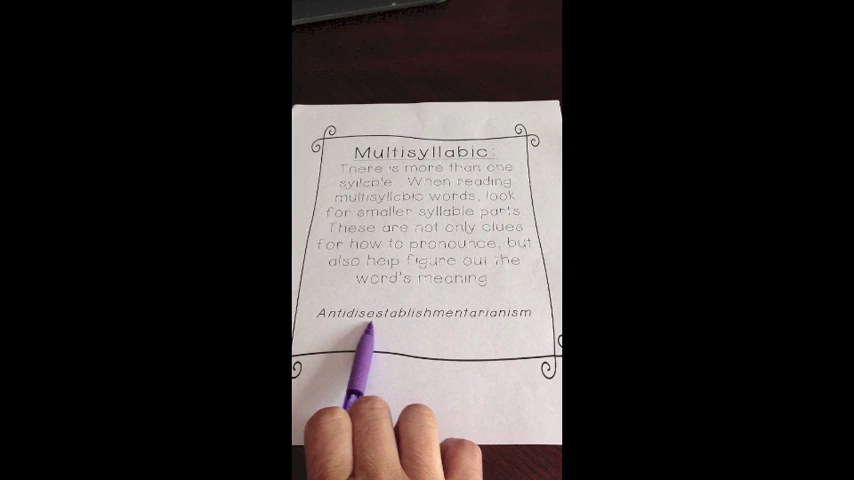 Multisyllabic:
There is more than one
syllable. When reading
multisyllabic words, look
for smaller syllable parts.
These are not only clues
for how to pronounce, but
also help figure out the
word's meaning.
Antidisestablishmentarianism